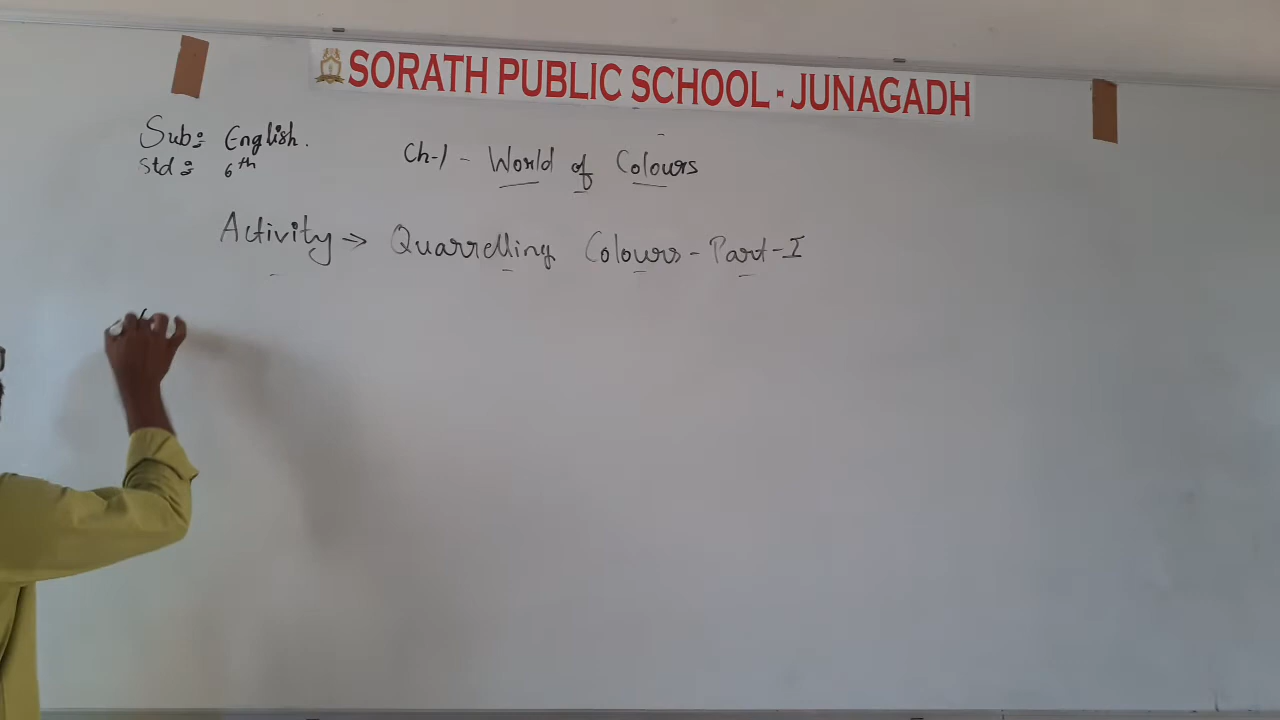 SORATH PUBLIC SCHOOL - JUNAGADH
Sub: English.
Std: 6th
Ch-1 - World of Colours
Activity → Quarrelling Colours - Part - I